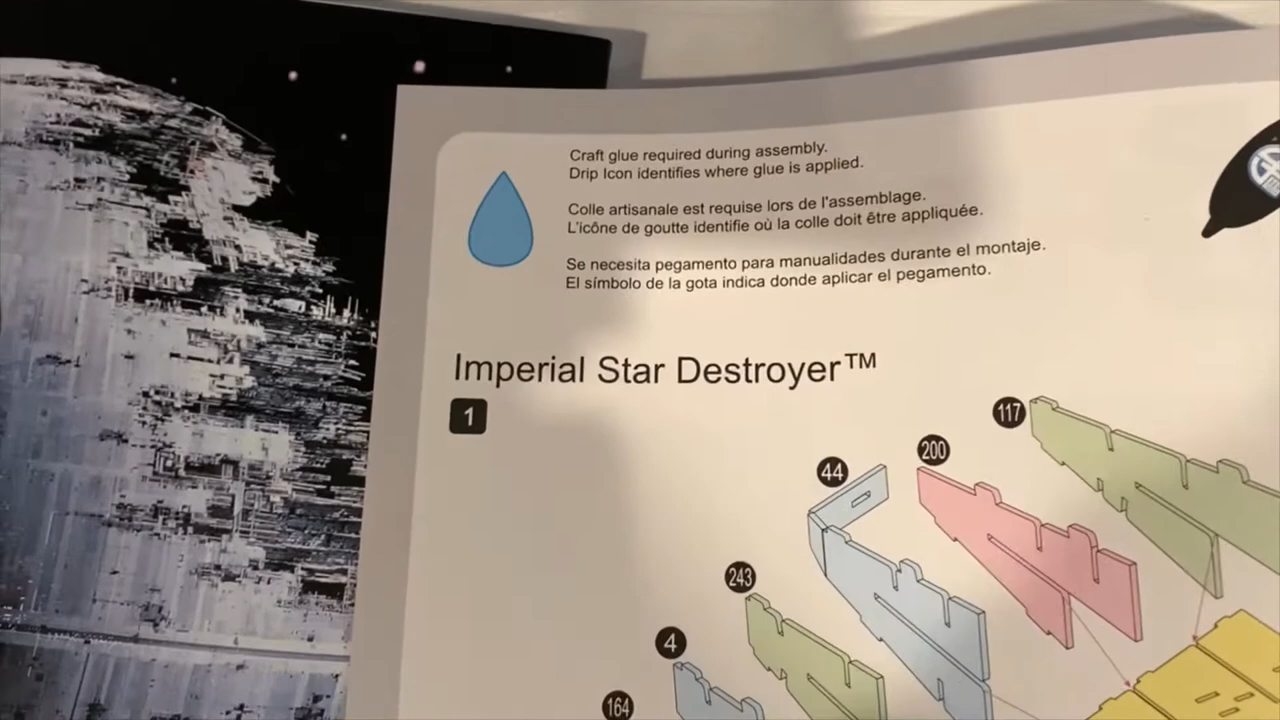 Craft glue required during assembly.
Drip Icon identifies where glue is applied.
Colle artisanale est requise lors de l'assemblage.
L'icône de goutte identifie où la colle doit être appliquée.
Se necesita pegamento para manualidades durante el montaje.
El símbolo de la gota indica donde aplicar el pegamento.
Imperial Star Destroyer™
1
117
200
44
243
4
164